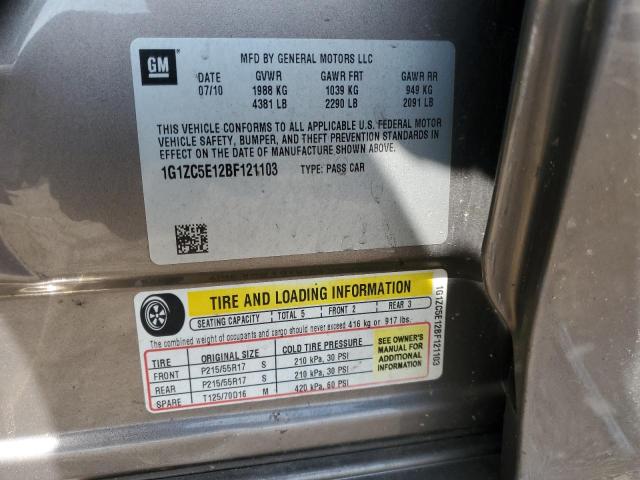 GM
MFD BY GENERAL MOTORS LLC
DATE GVWR GAWR FRT GAWR RR
07/10 1988 KG 1039 KG 949 KG
4381 LB 2290 LB 2091 LB
THIS VEHICLE CONFORMS TO ALL APPLICABLE U.S. FEDERAL MOTOR
VEHICLE SAFETY, BUMPER, AND THEFT PREVENTION STANDARDS IN
EFFECT ON THE DATE OF MANUFACTURE SHOWN ABOVE.
1G1ZC5E12BF121103 TYPE: PASS CAR
TIRE AND LOADING INFORMATION
SEATING CAPACITY TOTAL 5 FRONT 2 REAR 3
The combined weight of occupants and cargo should never exceed 416 kg or 917 lbs.
TIRE ORIGINAL SIZE COLD TIRE PRESSURE
FRONT P215/55R17 S 210 kPa, 30 PSI
REAR P215/55R17 S 210 kPa, 30 PSI
SPARE T125/70D16 M 420 kPa, 60 PSI
SEE OWNER'S
MANUAL FOR
ADDITIONAL
INFORMATION
1G1ZC5E12BF121103